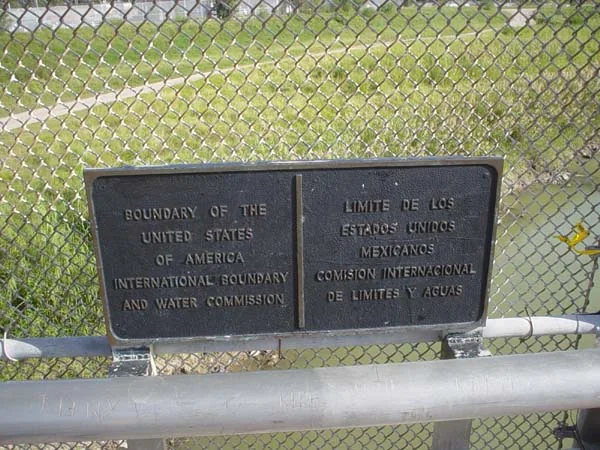 BOUNDARY OF THE
UNITED STATES
OF AMERICA
INTERNATIONAL BOUNDARY
AND WATER COMMISSION
LIMITE DE LOS
ESTADOS UNIDOS
MEXICANOS
COMISION INTERNACIONAL
DE LIMITES Y AGUAS